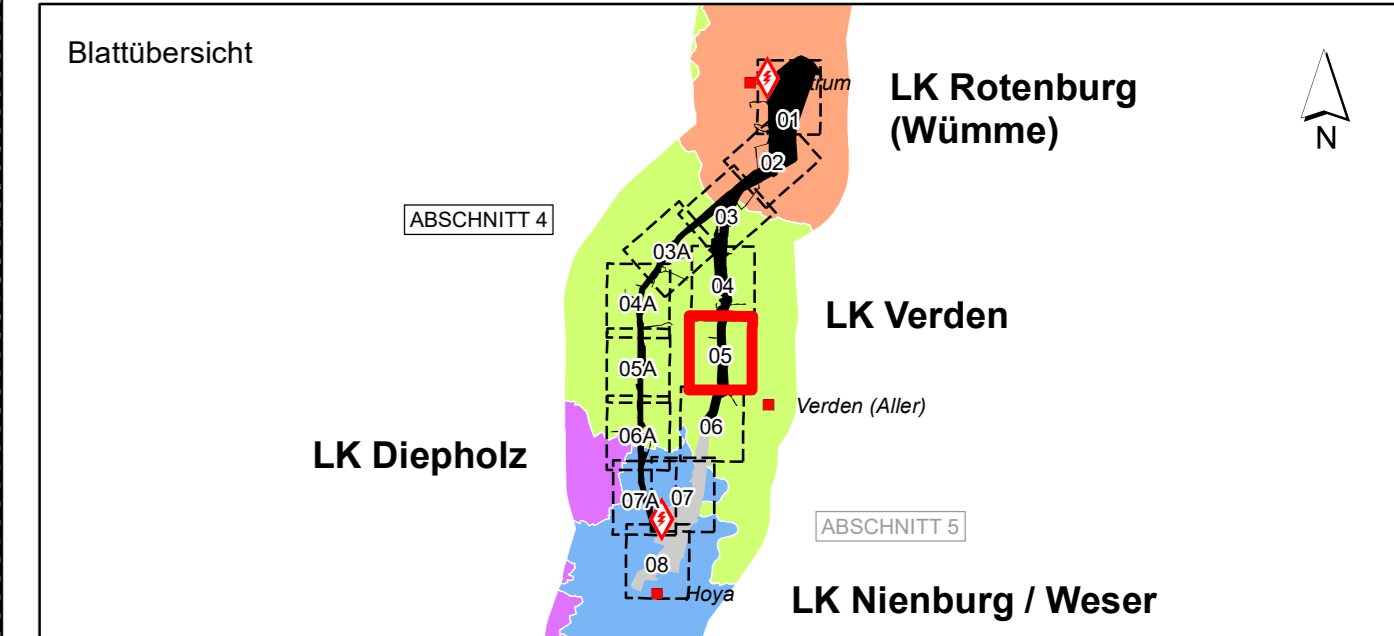 Blattübersicht
LK Rotenburg
(Wümme)
N
01
02
ABSCHNITT 4
03
03A
04
04A
LK Verden
05
05A
Verden (Aller)
06
06A
LK Diepholz
07A
07
ABSCHNITT 5
08
Hoya
LK Nienburg / Weser